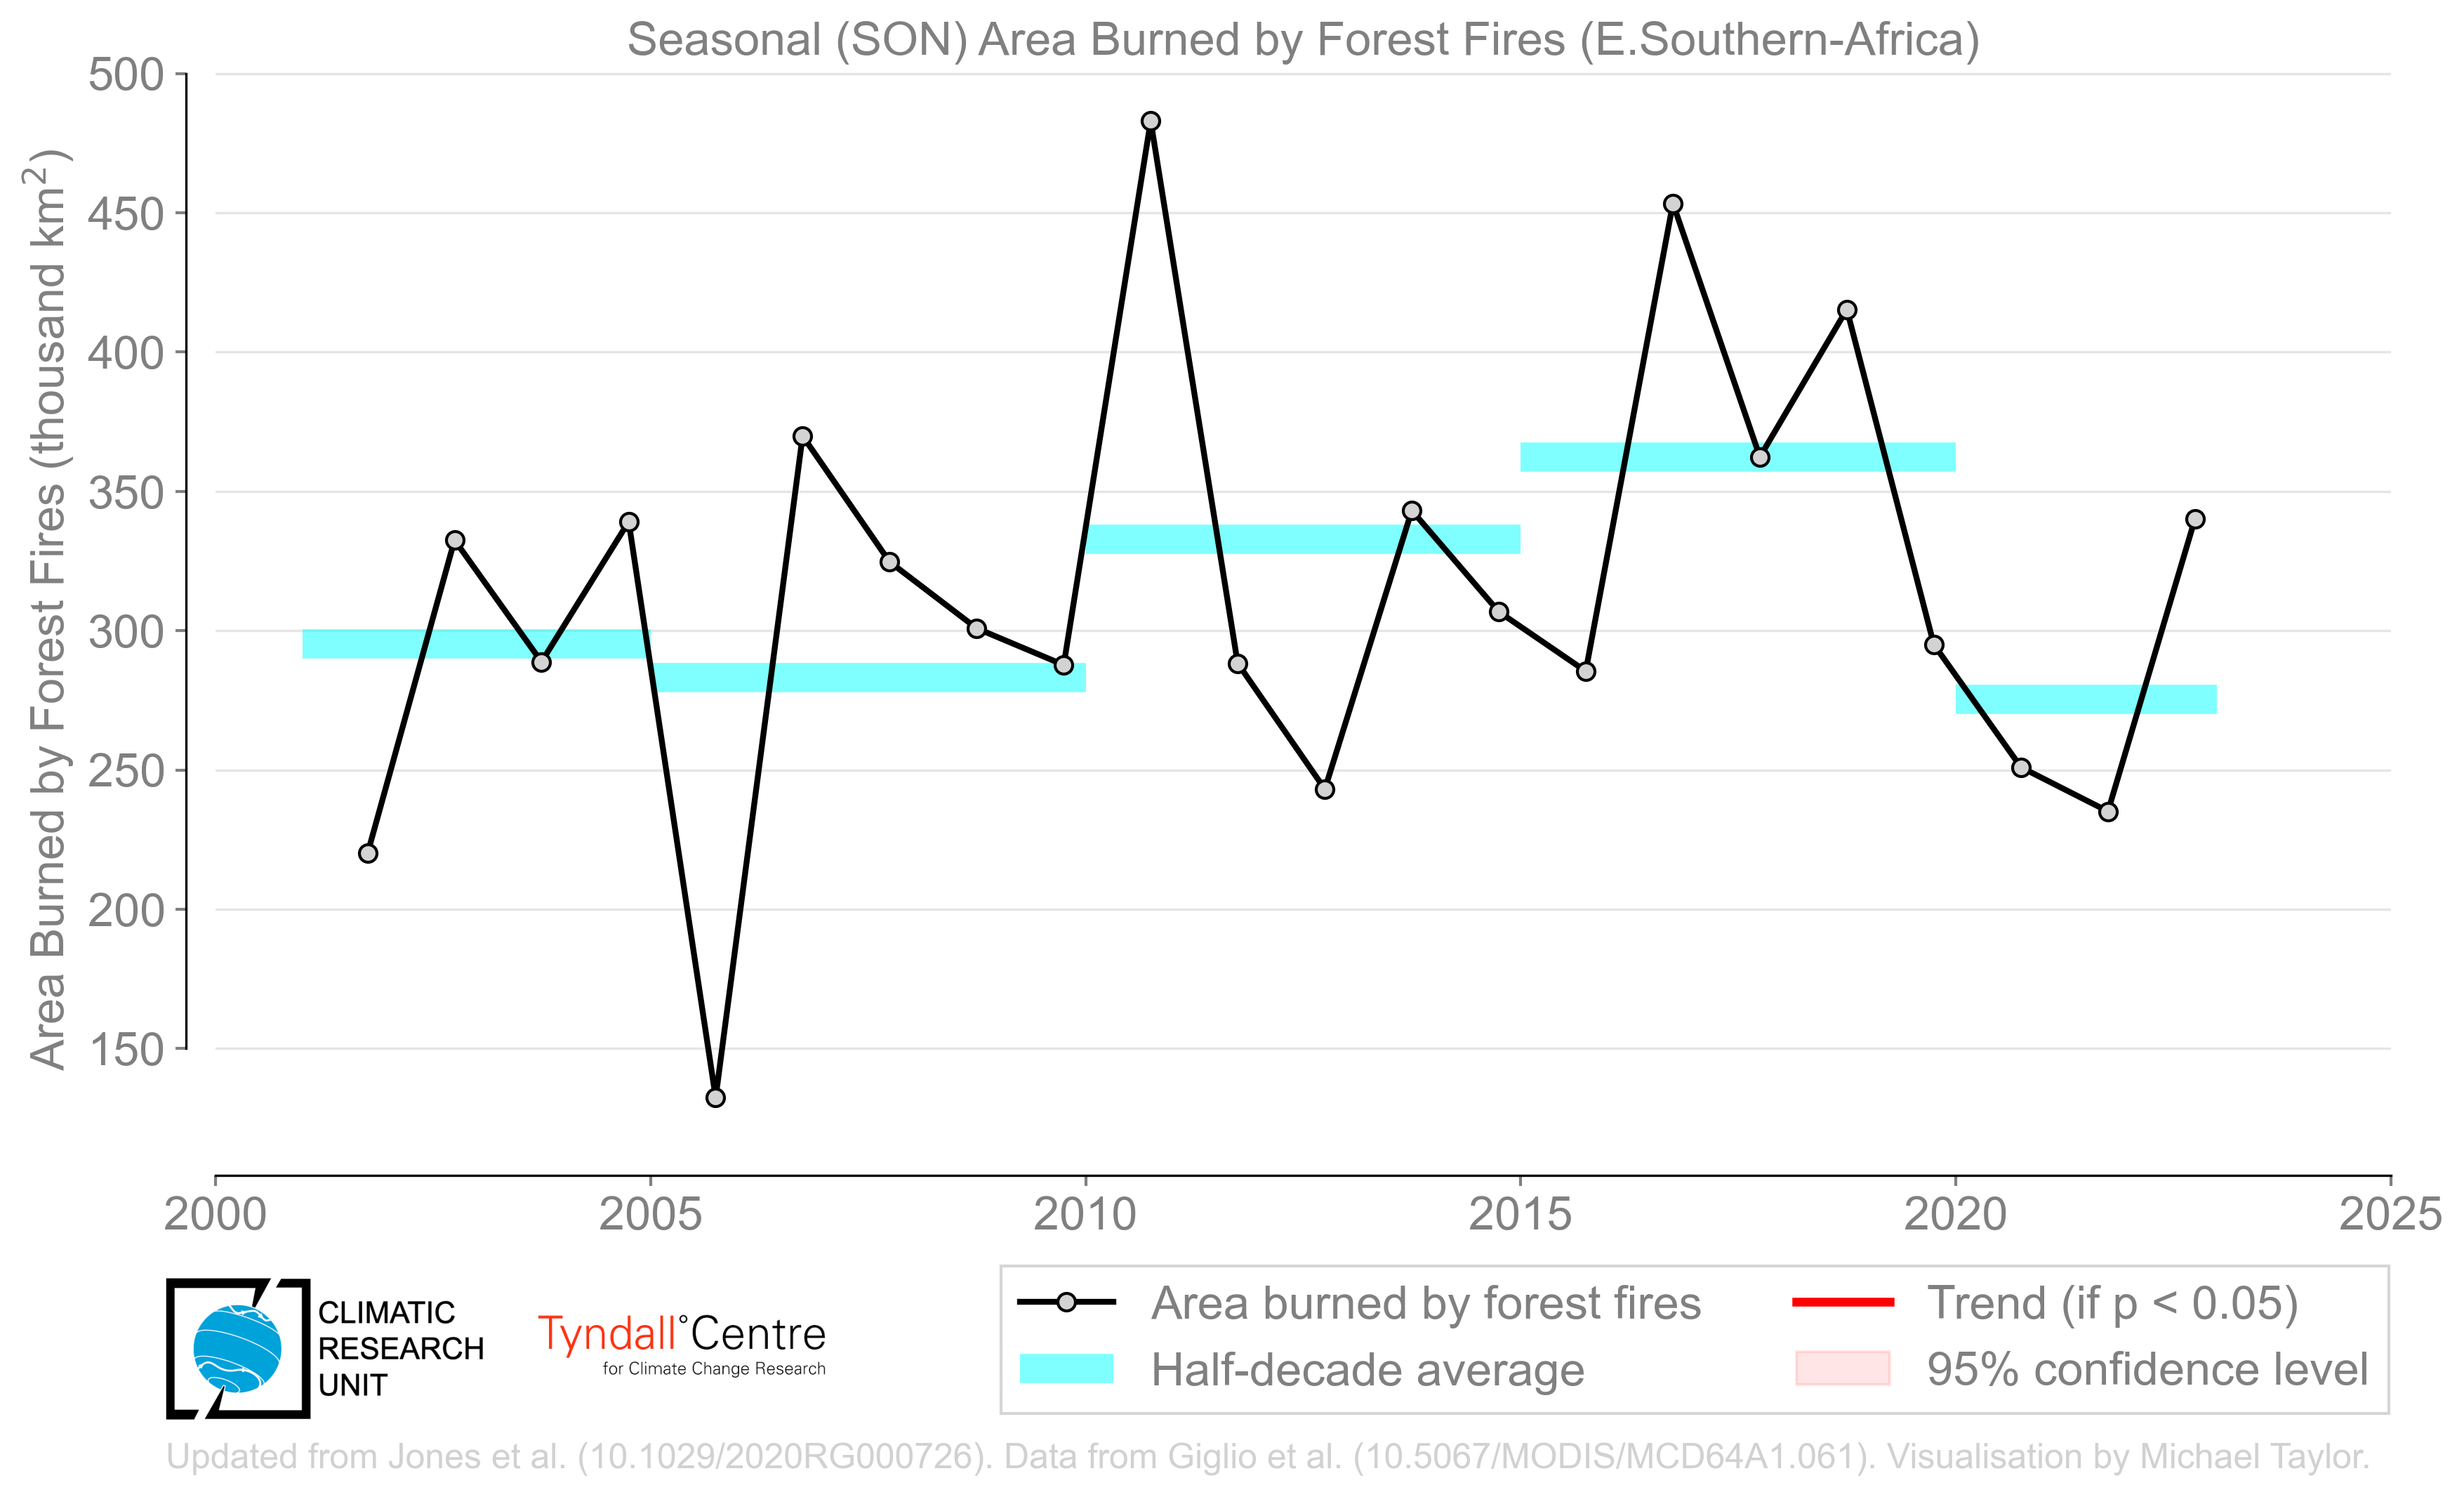 Seasonal (SON) Area Burned by Forest Fires (E.Southern-Africa)
Area Burned by Forest Fires (thousand km²)
500
450
400
350
300
250
200
150
2000 2005 2010 2015 2020 2025
CLIMATIC
RESEARCH
UNIT
Tyndall°Centre
for Climate Change Research
Area burned by forest fires
Half-decade average
Trend (if p < 0.05)
95% confidence level
Updated from Jones et al. (10.1029/2020RG000726). Data from Giglio et al. (10.5067/MODIS/MCD64A1.061). Visualisation by Michael Taylor.